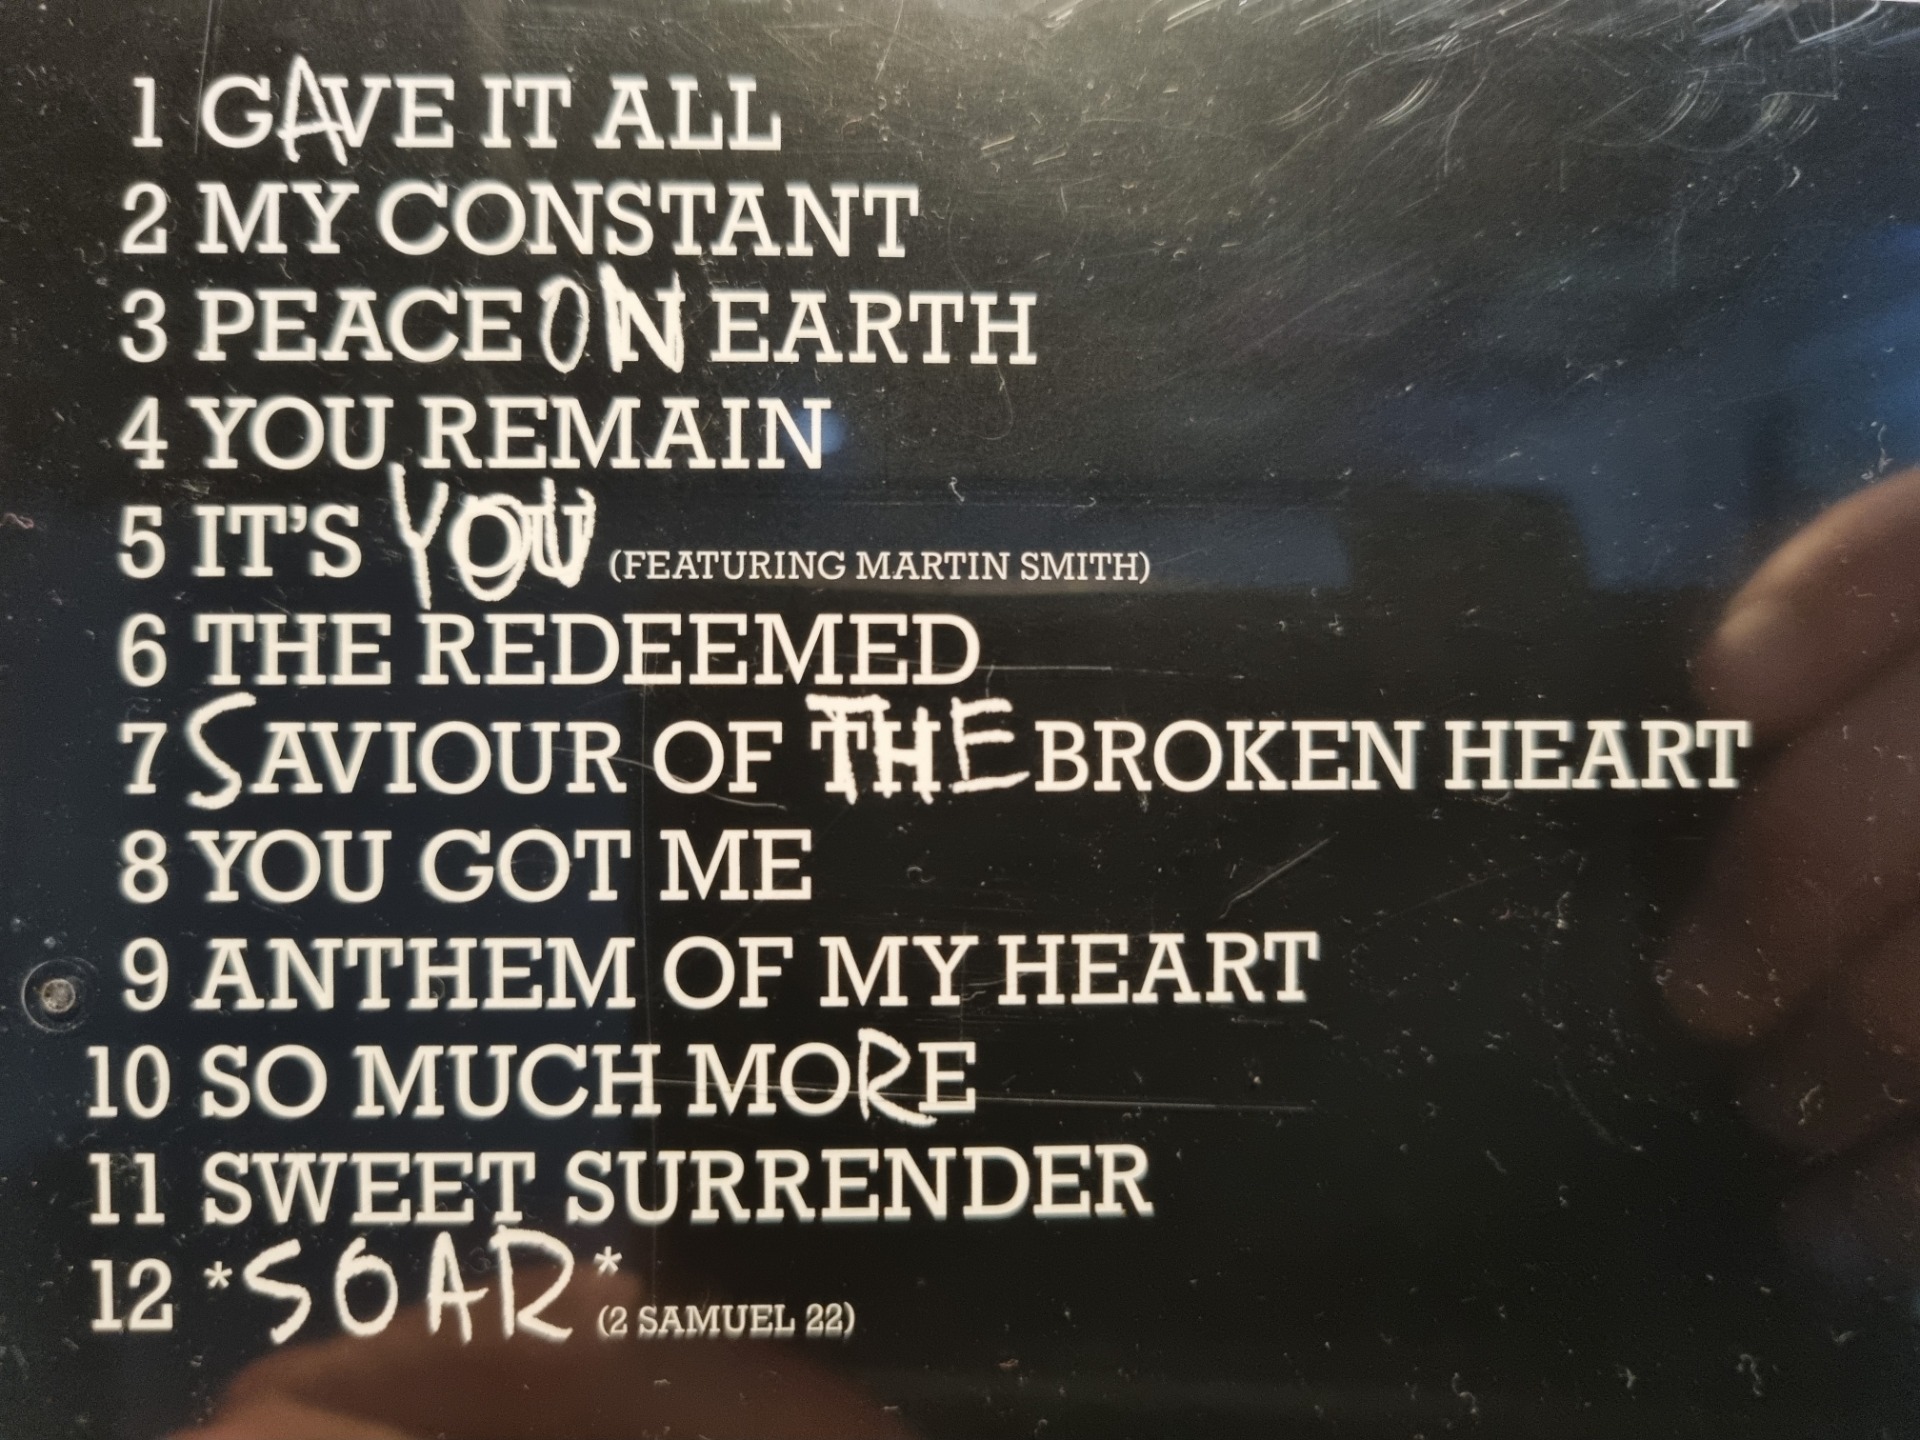 1 GAVE IT ALL
2 MY CONSTANT
3 PEACE ON EARTH
4 YOU REMAIN
5 IT'S YOU (FEATURING MARTIN SMITH)
6 THE REDEEMED
7 SAVIOUR OF THE BROKEN HEART
8 YOU GOT ME
9 ANTHEM OF MY HEART
10 SO MUCH MORE
11 SWEET SURRENDER
12 *SOAR* (2 SAMUEL 22)